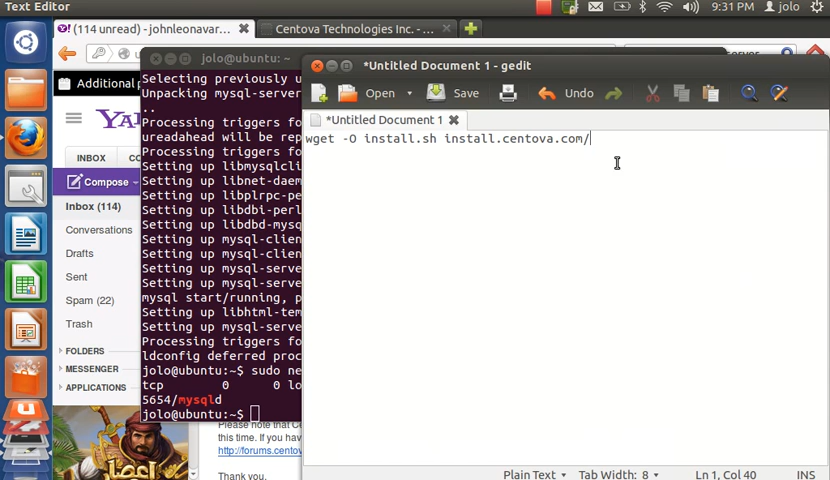 Text Editor
9:31 PM
jolo
(114 unread) - johnleonavar...
Centova Technologies Inc. -
jolo@ubuntu: ~
*Untitled Document 1 - gedit
Additional
Open
Save
Undo
*Untitled Document 1
wget -O install.sh install.centova.com/
Selecting previously u
Unpacking mysql-server
..
Processing triggers fo
ureadahead will be rep
Processing triggers fo
Setting up libmysqlcli
Setting up libnet-daem
Setting up libplrpc-pe
Setting up libdbi-perl
Setting up libdbd-mysq
Setting up mysql-clien
Setting up mysql-clien
Setting up mysql-serve
Setting up mysql-serve
mysql start/running, p
Setting up libhtml-tem
Setting up mysql-serve
Processing triggers fo
ldconfig deferred proc
jolo@ubuntu:~$ sudo ne
tcp 0 0 lo
5654/mysqld
jolo@ubuntu:~$
INBOX
Compose
Inbox (114)
Conversations
Drafts
Sent
Spam (22)
Trash
FOLDERS
MESSENGER
APPLICATIONS
Please note that Ce
this time. If you hav
http://forums.centov
Thank you,
Plain Text
Tab Width: 8
Ln 1, Col 40
INS